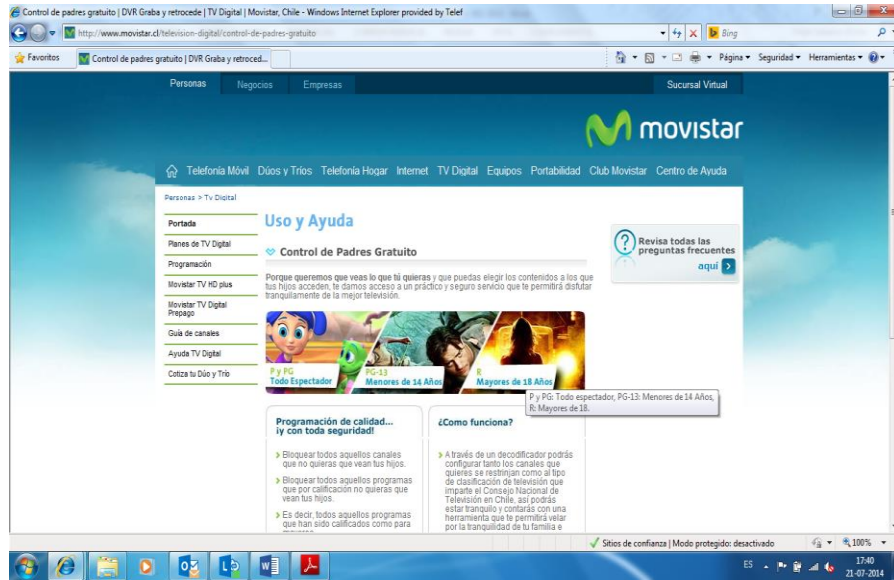 Control de padres gratuito | DVR Graba y retrocede | TV Digital | Movistar, Chile - Windows Internet Explorer provided by Telef
http://www.movistar.cl/television-digital/control-de-padres-gratuito
Bing
Favoritos
Control de padres gratuito | DVR Graba y retroced...
Página
Seguridad
Herramientas
Personas
Negocios
Empresas
Sucursal Virtual
movistar
Telefonía Móvil
Dúos y Tríos
Telefonía Hogar
Internet
TV Digital
Equipos
Portabilidad
Club Movistar
Centro de Ayuda
Personas > Tv Digital
Portada
Planes de TV Digital
Programación
Movistar TV HD plus
Movistar TV Digital
Prepago
Guía de canales
Ayuda TV Digital
Cotiza tu Dúo y Trío
Uso y Ayuda
Control de Padres Gratuito
Porque queremos que veas lo que tú quieras y que puedas elegir los contenidos a los que
tus hijos acceden, te damos acceso a un práctico y seguro servicio que te permitirá disfutar
tranquilamente de la mejor televisión.
P y PG
Todo Espectador
PG-13
Menores de 14 Años
R
Mayores de 18 Años
P y PG: Todo espectador, PG-13: Menores de 14 Años,
R: Mayores de 18.
Revisa todas las
preguntas frecuentes
aquí
Programación de calidad...
¡y con toda seguridad!
Bloquear todos aquellos canales
que no quieras que vean tus hijos.
Bloquear todos aquellos programas
que por calificación no quieras que
vean tus hijos.
Es decir, todos aquellos programas
que han sido calificados como para
¿Como funciona?
A través de un decodificador podrás
configurar tanto los canales que
quieres se restrinjan como al tipo
de clasificación de televisión que
imparte el Consejo Nacional de
Televisión en Chile, así podrás
estar tranquilo y contarás con una
herramienta que te permitirá velar
por la tranquilidad de tu familia e
Sitios de confianza | Modo protegido: desactivado
100%
ES
17:40
21-07-2014